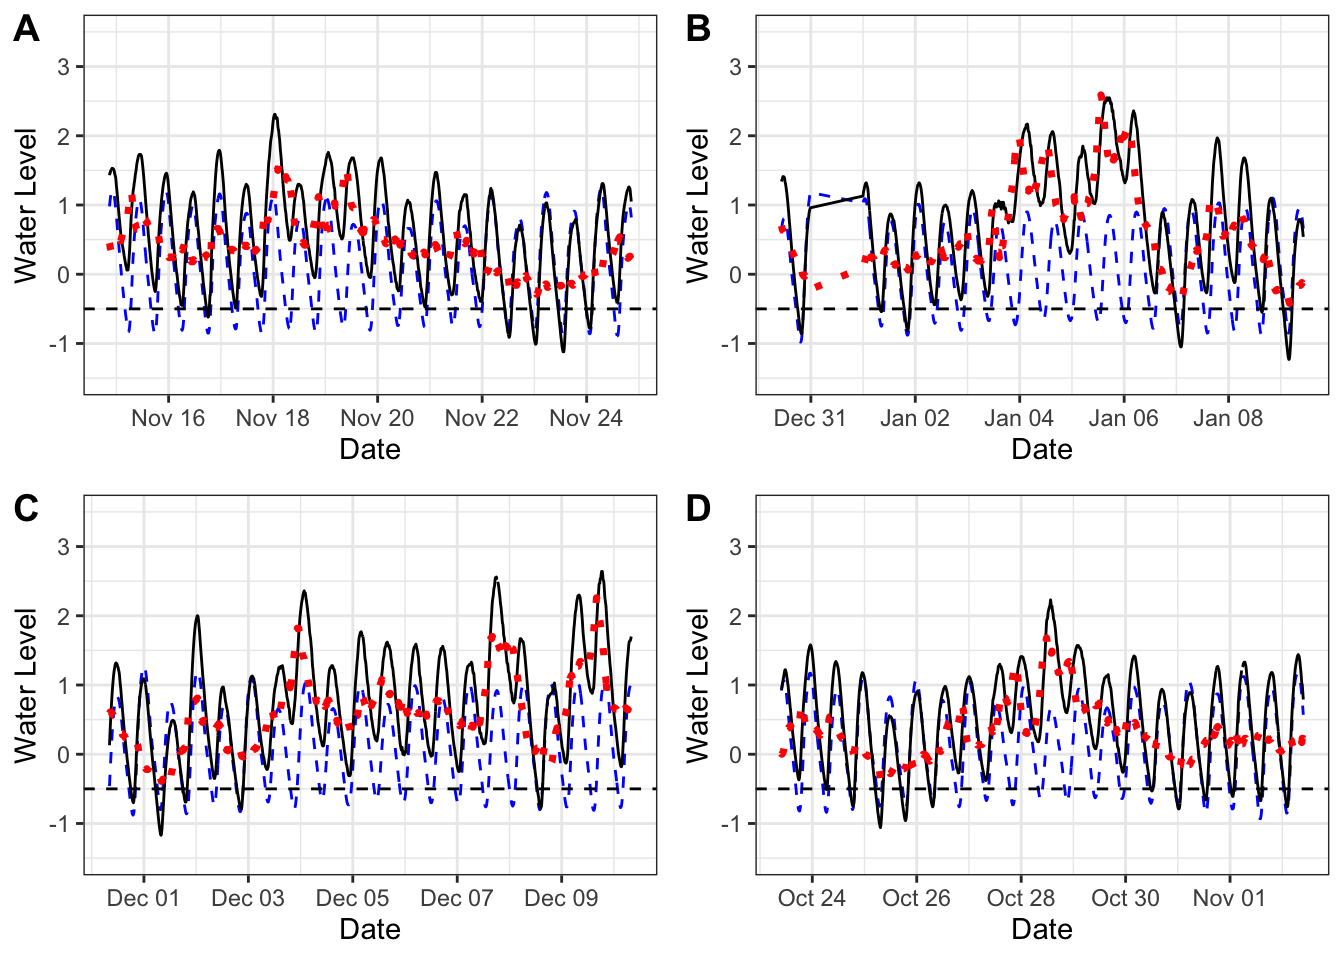 A
Water Level
3
2
1
0
-1
Nov 16 Nov 18 Nov 20 Nov 22 Nov 24
Date
B
Water Level
3
2
1
0
-1
Dec 31 Jan 02 Jan 04 Jan 06 Jan 08
Date
C
Water Level
3
2
1
0
-1
Dec 01 Dec 03 Dec 05 Dec 07 Dec 09
Date
D
Water Level
3
2
1
0
-1
Oct 24 Oct 26 Oct 28 Oct 30 Nov 01
Date